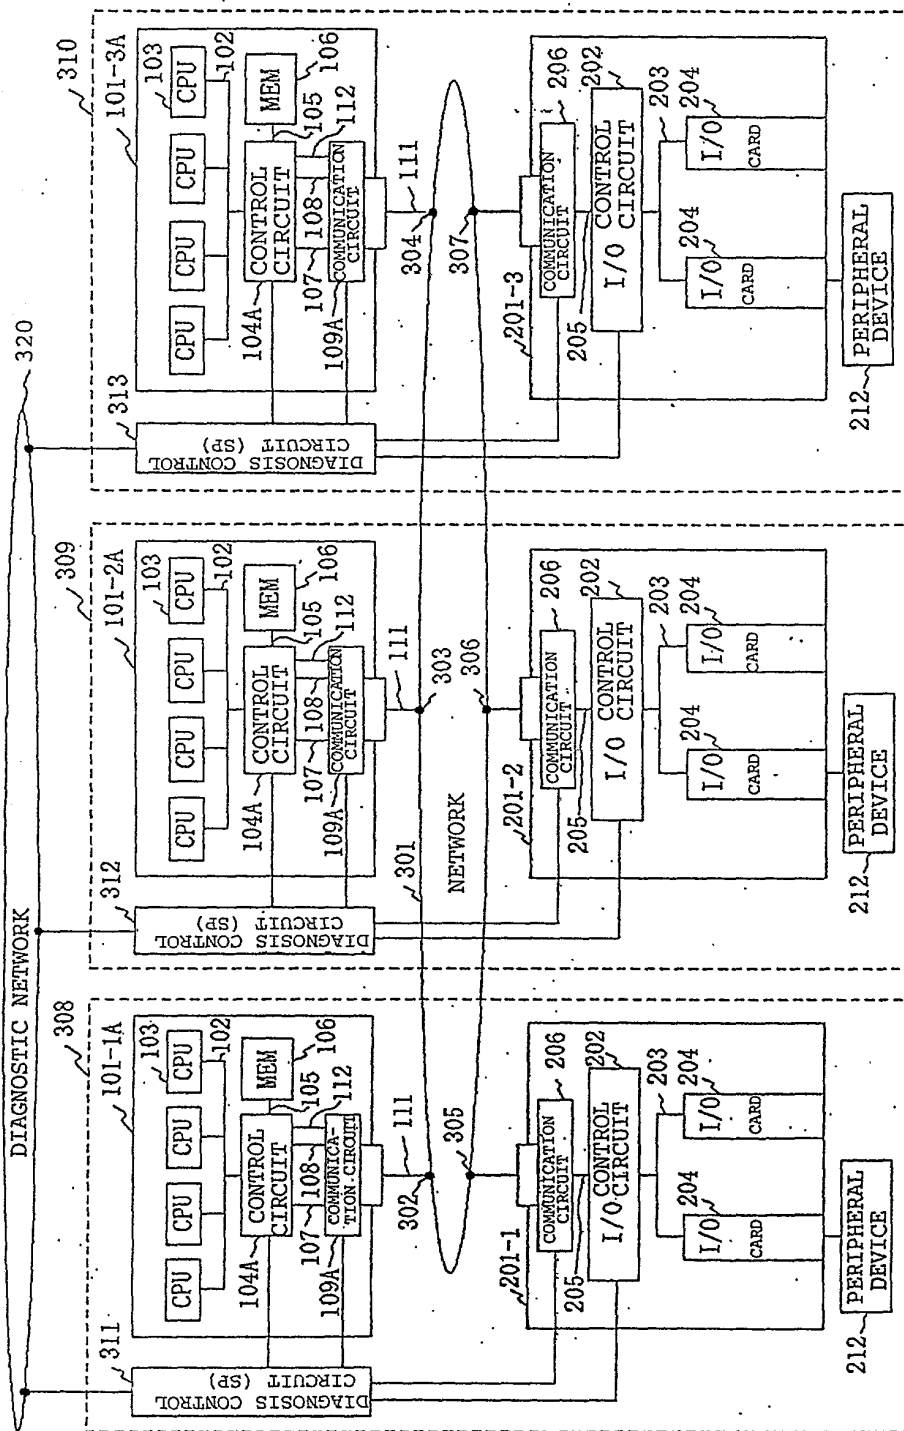 DIAGNOSTIC NETWORK
320
308
101-1A
311
DIAGNOSIS CONTROL
CIRCUIT (SP)
103
CPU
CPU
CPU
CPU
102
104A
CONTROL
CIRCUIT
MEM
106
105
112
107
108
109A
COMMUNICA-
TION CIRCUIT
111
302
305
201-1
COMMUNICATION
CIRCUIT
206
205
I/O CONTROL
CIRCUIT
202
203
204
I/O
CARD
204
I/O
CARD
212
PERIPHERAL
DEVICE
309
101-2A
312
DIAGNOSIS CONTROL
CIRCUIT (SP)
103
CPU
CPU
CPU
CPU
102
104A
CONTROL
CIRCUIT
MEM
106
105
112
107
108
109A
COMMUNICATION
CIRCUIT
111
301
NETWORK
303
306
201-2
COMMUNICATION
CIRCUIT
206
205
I/O CONTROL
CIRCUIT
202
203
204
I/O
CARD
204
I/O
CARD
212
PERIPHERAL
DEVICE
310
101-3A
313
DIAGNOSIS CONTROL
CIRCUIT (SP)
103
CPU
CPU
CPU
CPU
102
104A
CONTROL
CIRCUIT
MEM
106
105
112
107
108
109A
COMMUNICATION
CIRCUIT
111
304
307
201-3
COMMUNICATION
CIRCUIT
206
205
I/O CONTROL
CIRCUIT
202
203
204
I/O
CARD
204
I/O
CARD
212
PERIPHERAL
DEVICE